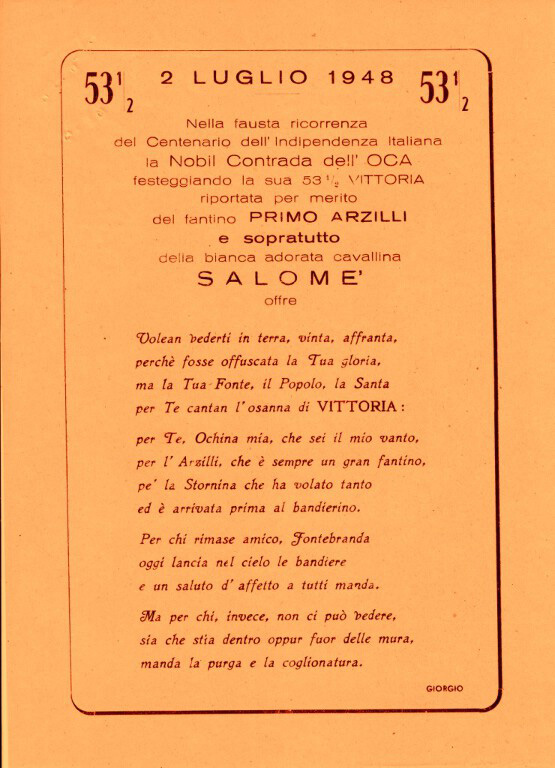 53 1/2 2 LUGLIO 1948 53 1/2
Nella fausta ricorrenza
del Centenario dell' Indipendenza Italiana
la Nobil Contrada dell' OCA
festeggiando la sua 53 1/2 VITTORIA
riportata per merito
del fantino PRIMO ARZILLI
e sopratutto
della bianca adorata cavallina
SALOME'
offre
Volean vederti in terra, vinta, affranta,
perchè fosse offuscata la Tua gloria,
ma la Tua Fonte, il Popolo, la Santa
per Te cantan l'osanna di VITTORIA :
per Te, Ochina mia, che sei il mio vanto,
per l' Arzilli, che è sempre un gran fantino,
pe' la Stornina che ha volato tanto
ed è arrivata prima al bandierino.
Per chi rimase amico, Fontebranda
oggi lancia nel cielo le bandiere
e un saluto d' affetto a tutti manda.
Ma per chi, invece, non ci può vedere,
sia che stia dentro oppur fuor delle mura,
manda la purga e la coglionatura.
GIORGIO